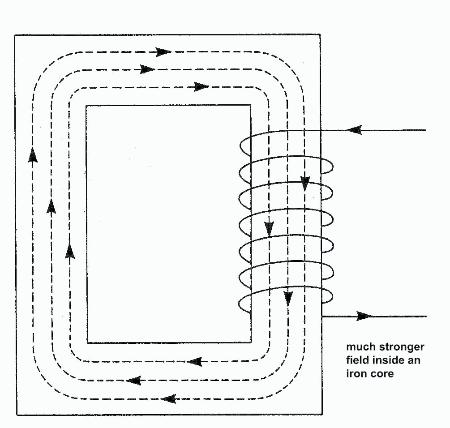 much stronger
field inside an
iron core